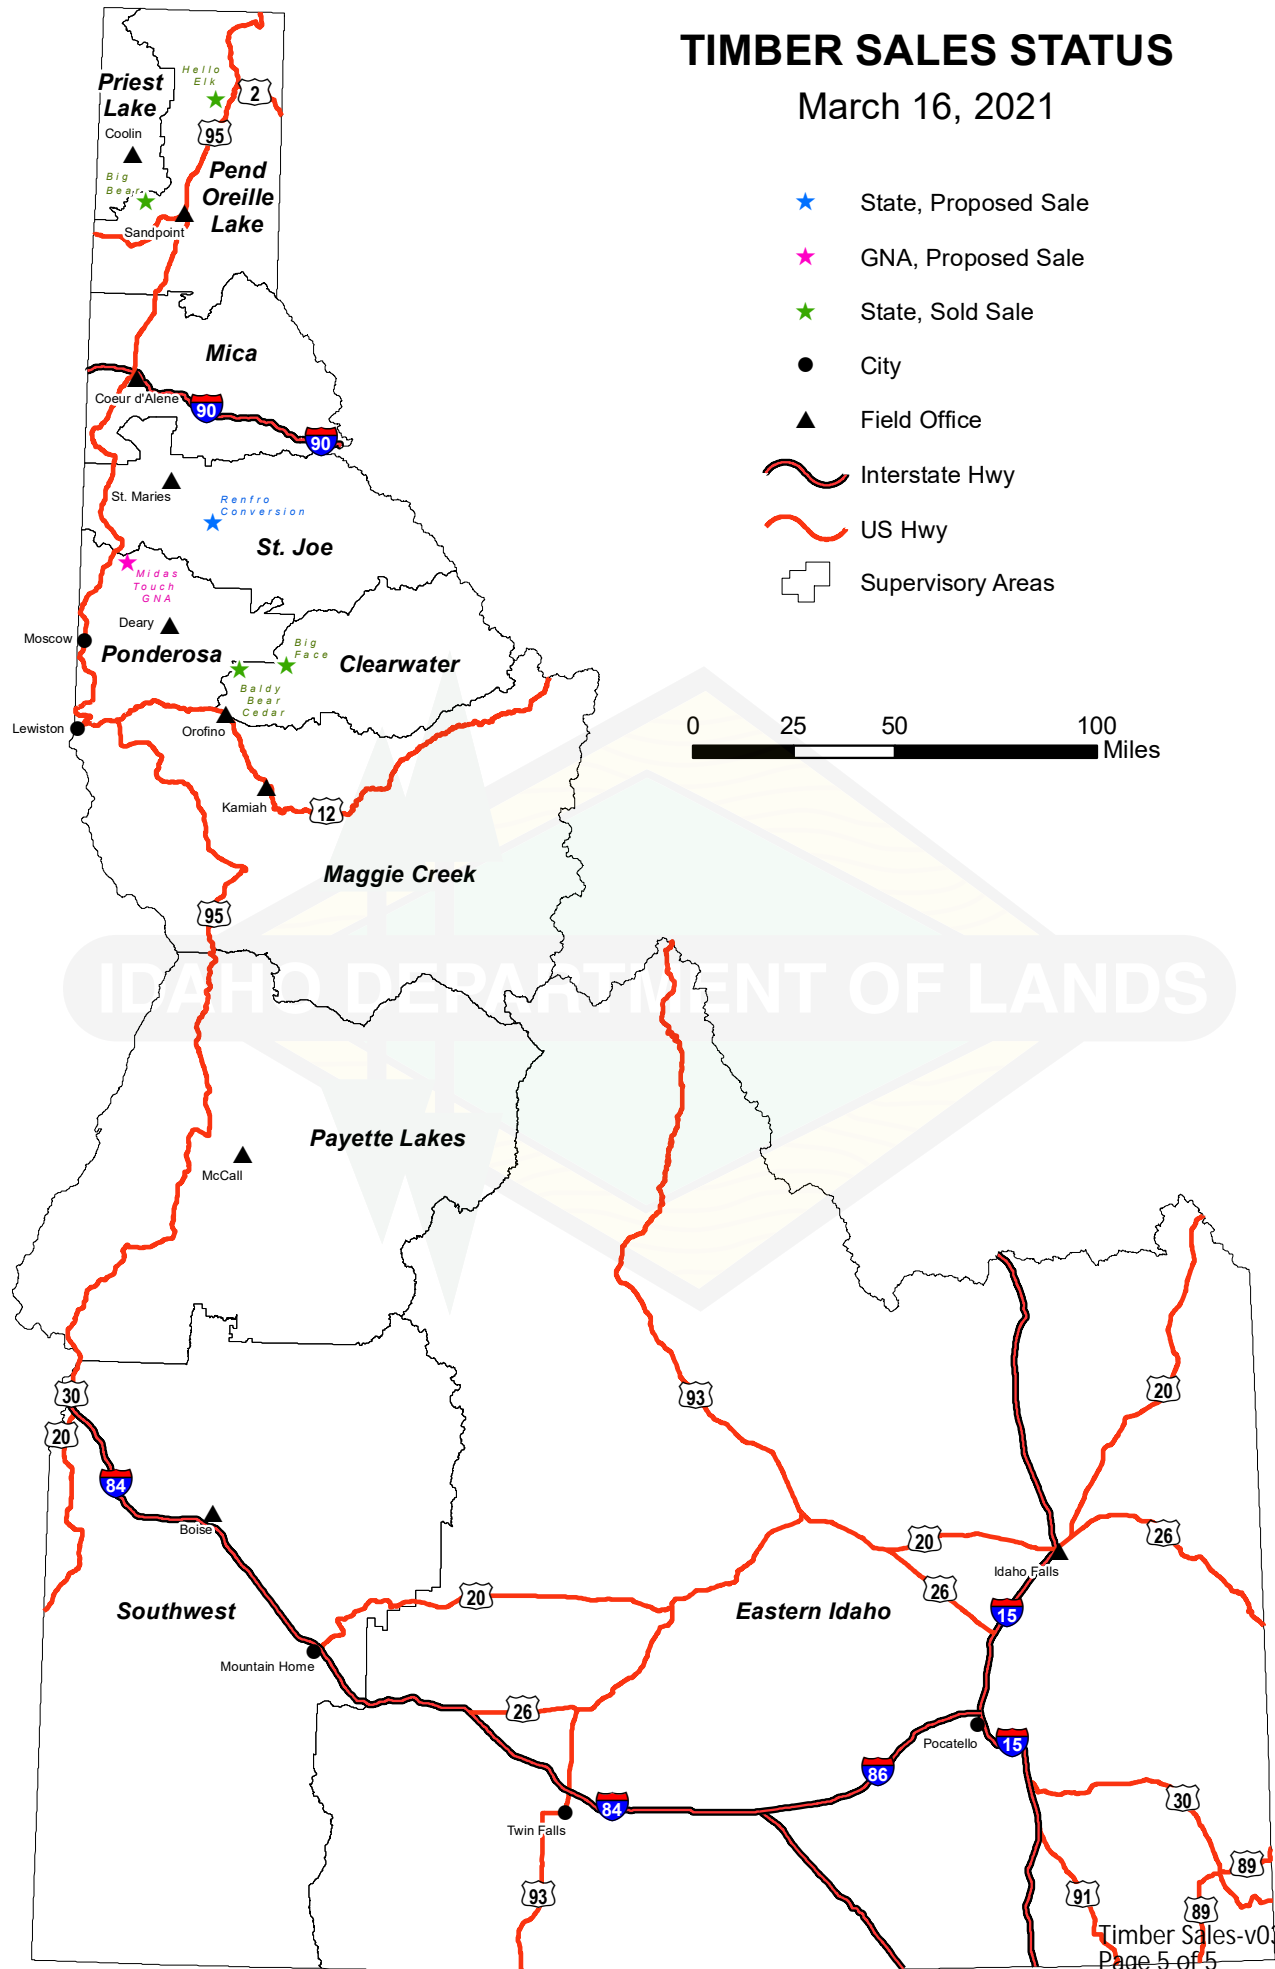 TIMBER SALES STATUS
March 16, 2021
State, Proposed Sale
GNA, Proposed Sale
State, Sold Sale
City
Field Office
Interstate Hwy
US Hwy
Supervisory Areas
0 25 50 100
Miles
Hello
Elk
2
Priest
Lake
Coolin
95
Pend
Oreille
Lake
Big
Bear
Sandpoint
Mica
Coeur d'Alene
90
90
St. Maries
Renfro
Conversion
St. Joe
Midas
Touch
GNA
Deary
Moscow
Ponderosa
Big
Face
Clearwater
Baldy
Bear
Cedar
Lewiston
Orofino
Kamiah
12
Maggie Creek
95
IDAHO DEPARTMENT OF LANDS
Payette Lakes
McCall
30
20
93
20
84
Boise
20
26
Idaho Falls
26
20
15
Southwest
Eastern Idaho
Mountain Home
26
Pocatello
15
86
84
30
Twin Falls
89
93
91
89
Timber Sales-v03
Page 5 of 5